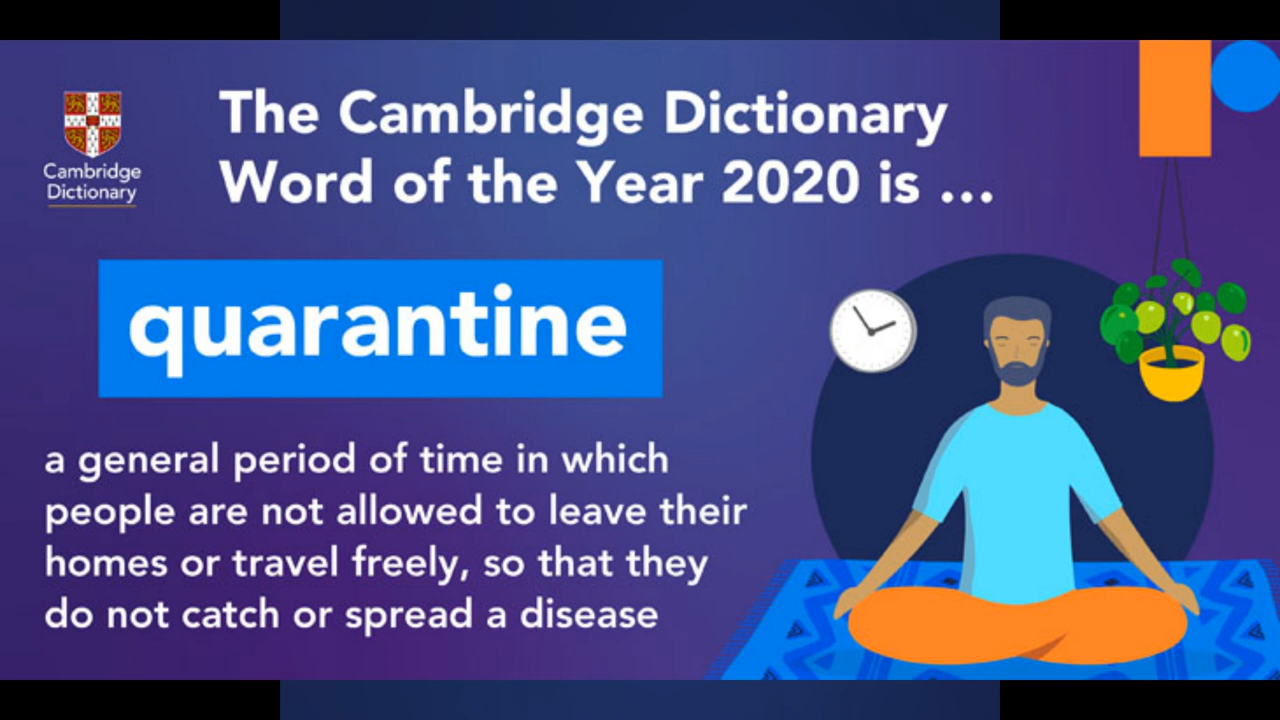 Cambridge
Dictionary
The Cambridge Dictionary
Word of the Year 2020 is ...
quarantine
a general period of time in which
people are not allowed to leave their
homes or travel freely, so that they
do not catch or spread a disease